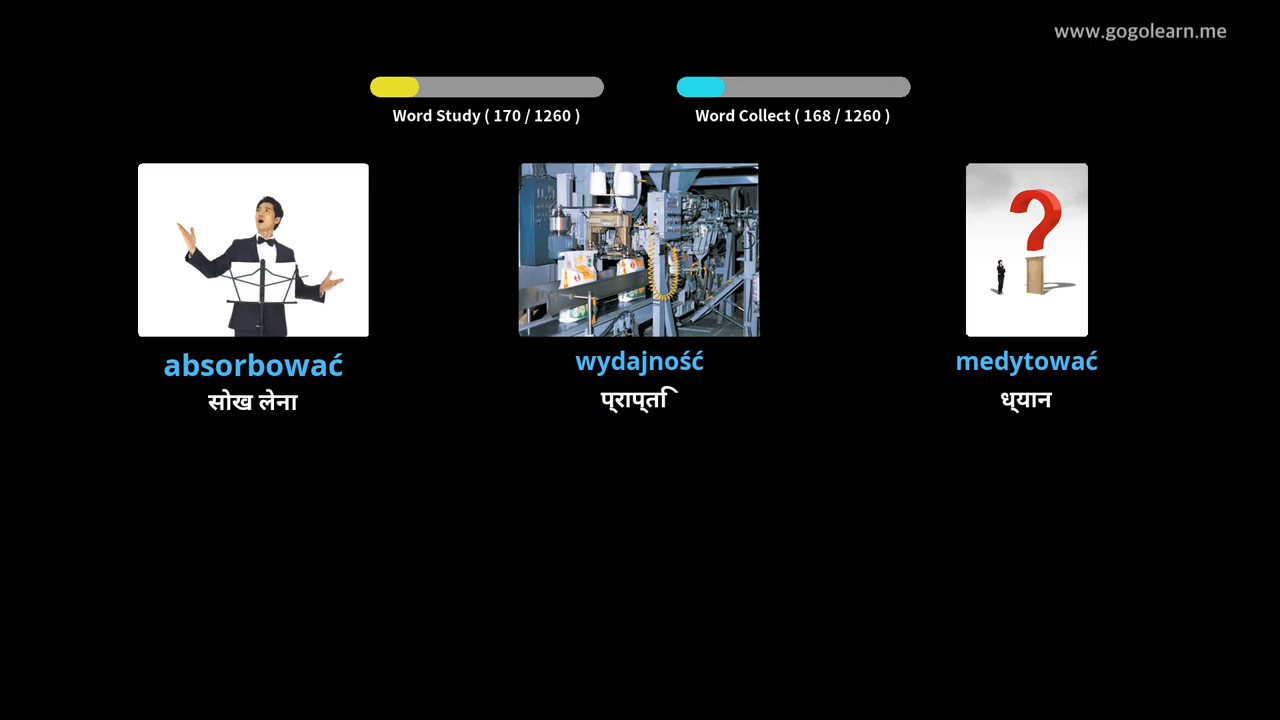 www.gogolearn.me
Word Study ( 170 / 1260 )
Word Collect ( 168 / 1260 )
absorbować
wydajność
medytować
सोख लेना
प्राप्ति
ध्यान